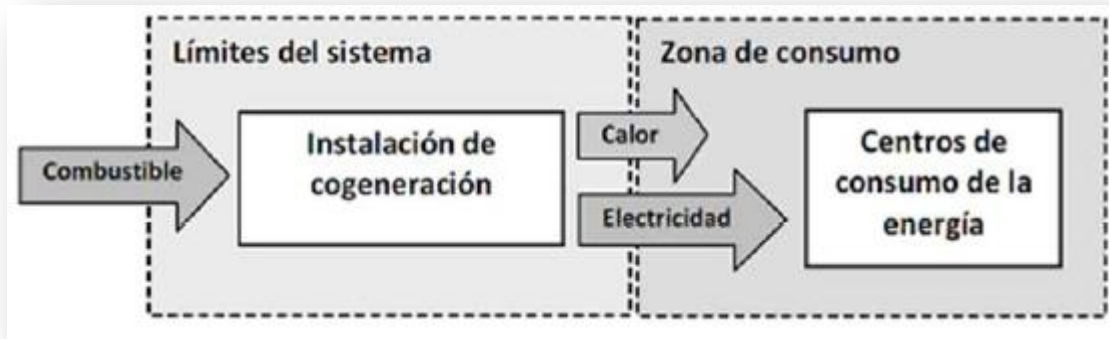 Límites del sistema
Zona de consumo
Combustible
Instalación de
cogeneración
Calor
Electricidad
Centros de
consumo de la
energía